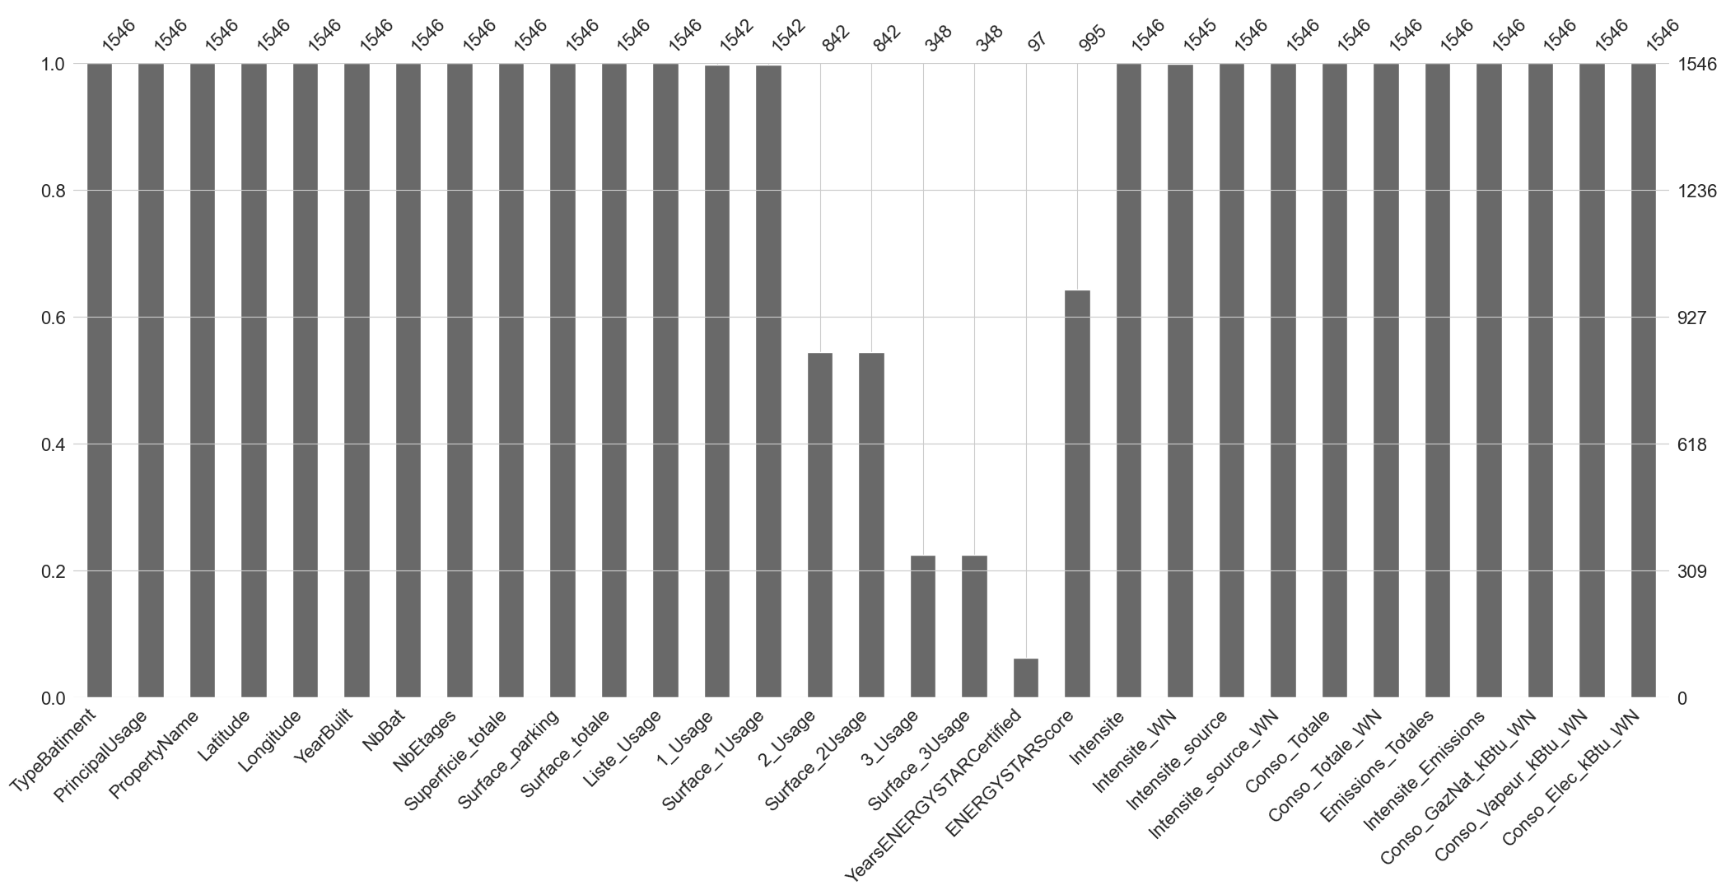 1546 1546 1546 1546 1546 1546 1546 1546 1546 1546 1546 1546 1542 1542 842 842 348 348 97 995 1546 1545 1546 1546 1546 1546 1546 1546 1546 1546 1546
1.0 1546
0.8 1236
0.6 927
0.4 618
0.2 309
0.0 0
TypeBatiment
PrincipalUsage
PropertyName
Latitude
Longitude
YearBuilt
NbBat
NbEtages
Superficie_totale
Surface_parking
Surface_totale
Liste_Usage
1_Usage
Surface_1Usage
2_Usage
Surface_2Usage
3_Usage
Surface_3Usage
YearsENERGYSTARCertified
ENERGYSTARScore
Intensite
Intensite_WN
Intensite_source
Intensite_source_WN
Conso_Totale
Conso_Totale_WN
Emissions_Totales
Intensite_Emissions
Conso_GazNat_kBtu_WN
Conso_Vapeur_kBtu_WN
Conso_Elec_kBtu_WN